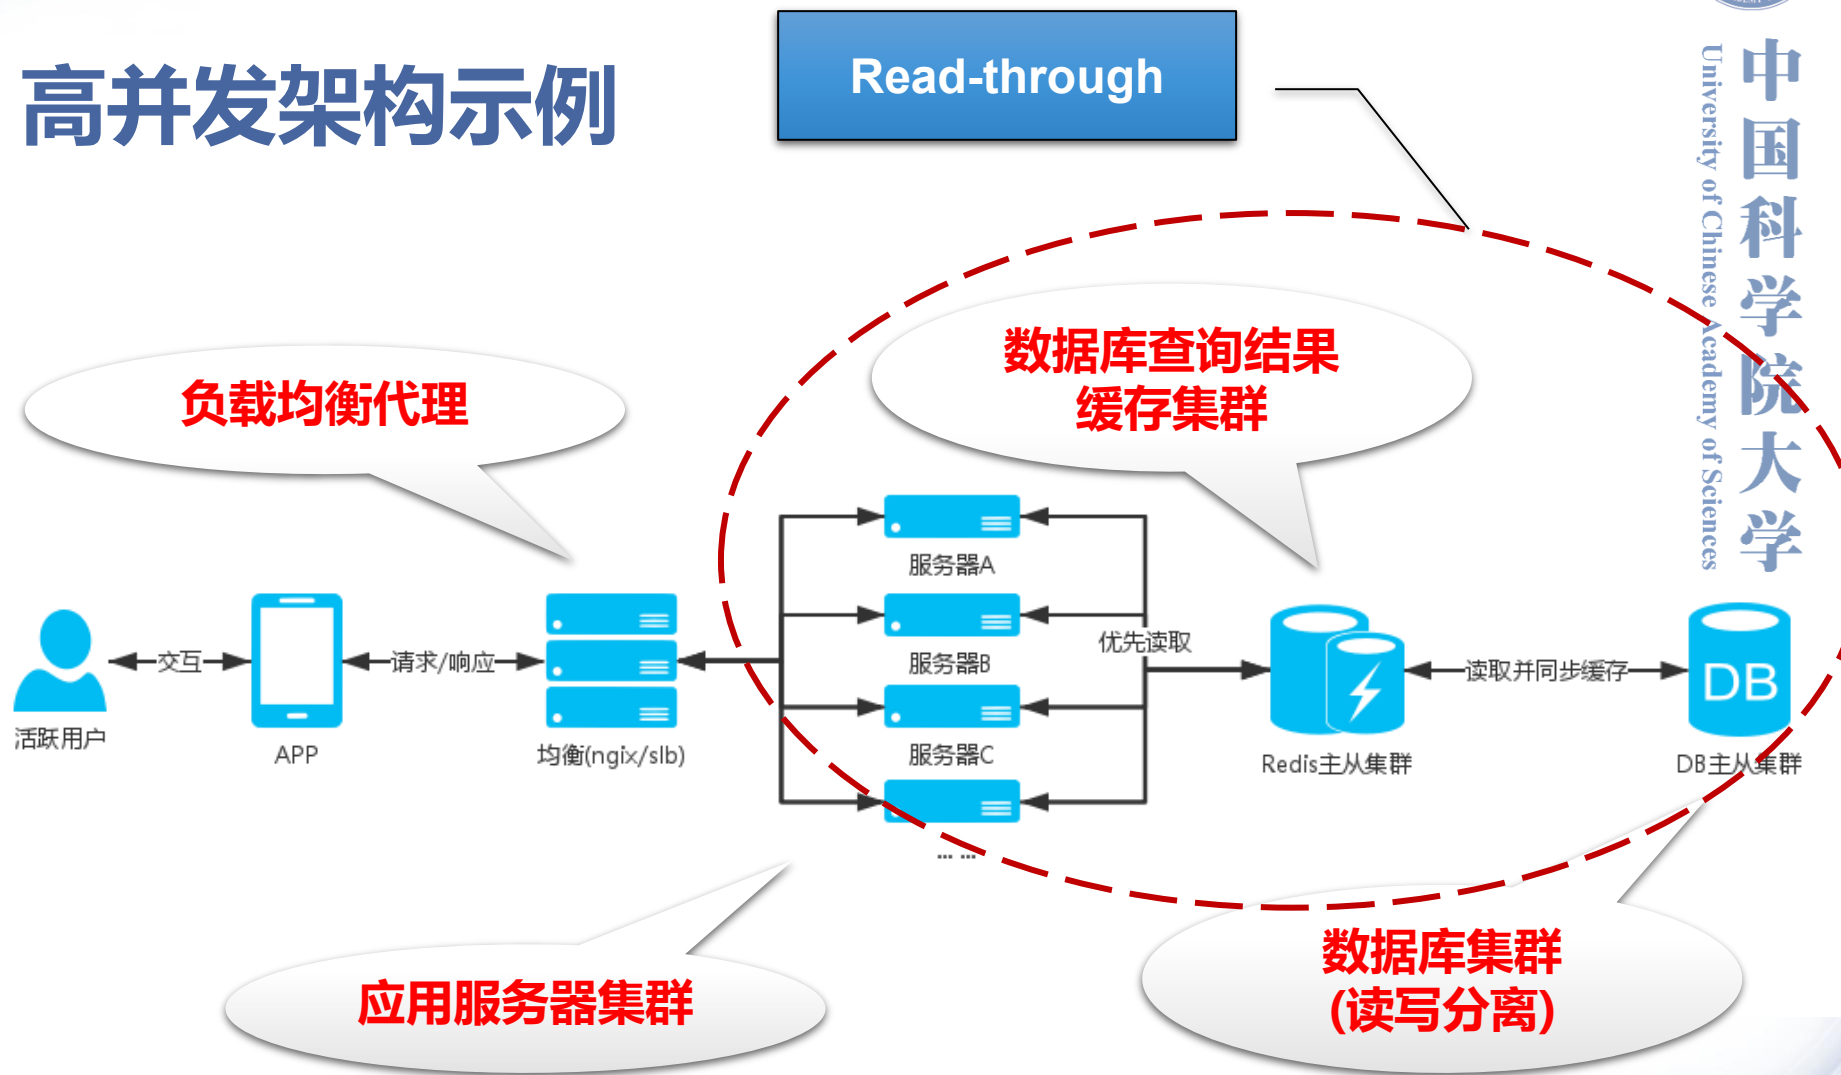 高并发架构示例
Read-through
中国科学院大学
University of Chinese Academy of Sciences
负载均衡代理
数据库查询结果
缓存集群
服务器A
服务器B
服务器C
... ...
优先读取
交互
请求/响应
读取并同步缓存
DB
活跃用户
APP
均衡(ngix/slb)
Redis主从集群
DB主从集群
应用服务器集群
数据库集群
(读写分离)